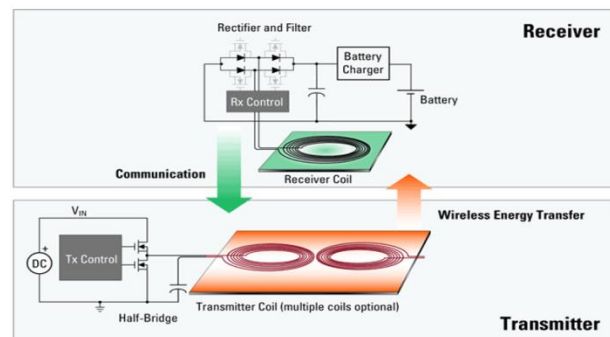 Rectifier and Filter
Receiver
Battery
Charger
Rx Control
Battery
Receiver Coil
Communication
Wireless Energy Transfer
VIN
+
DC
Tx Control
Half-Bridge
Transmitter Coil (multiple coils optional)
Transmitter